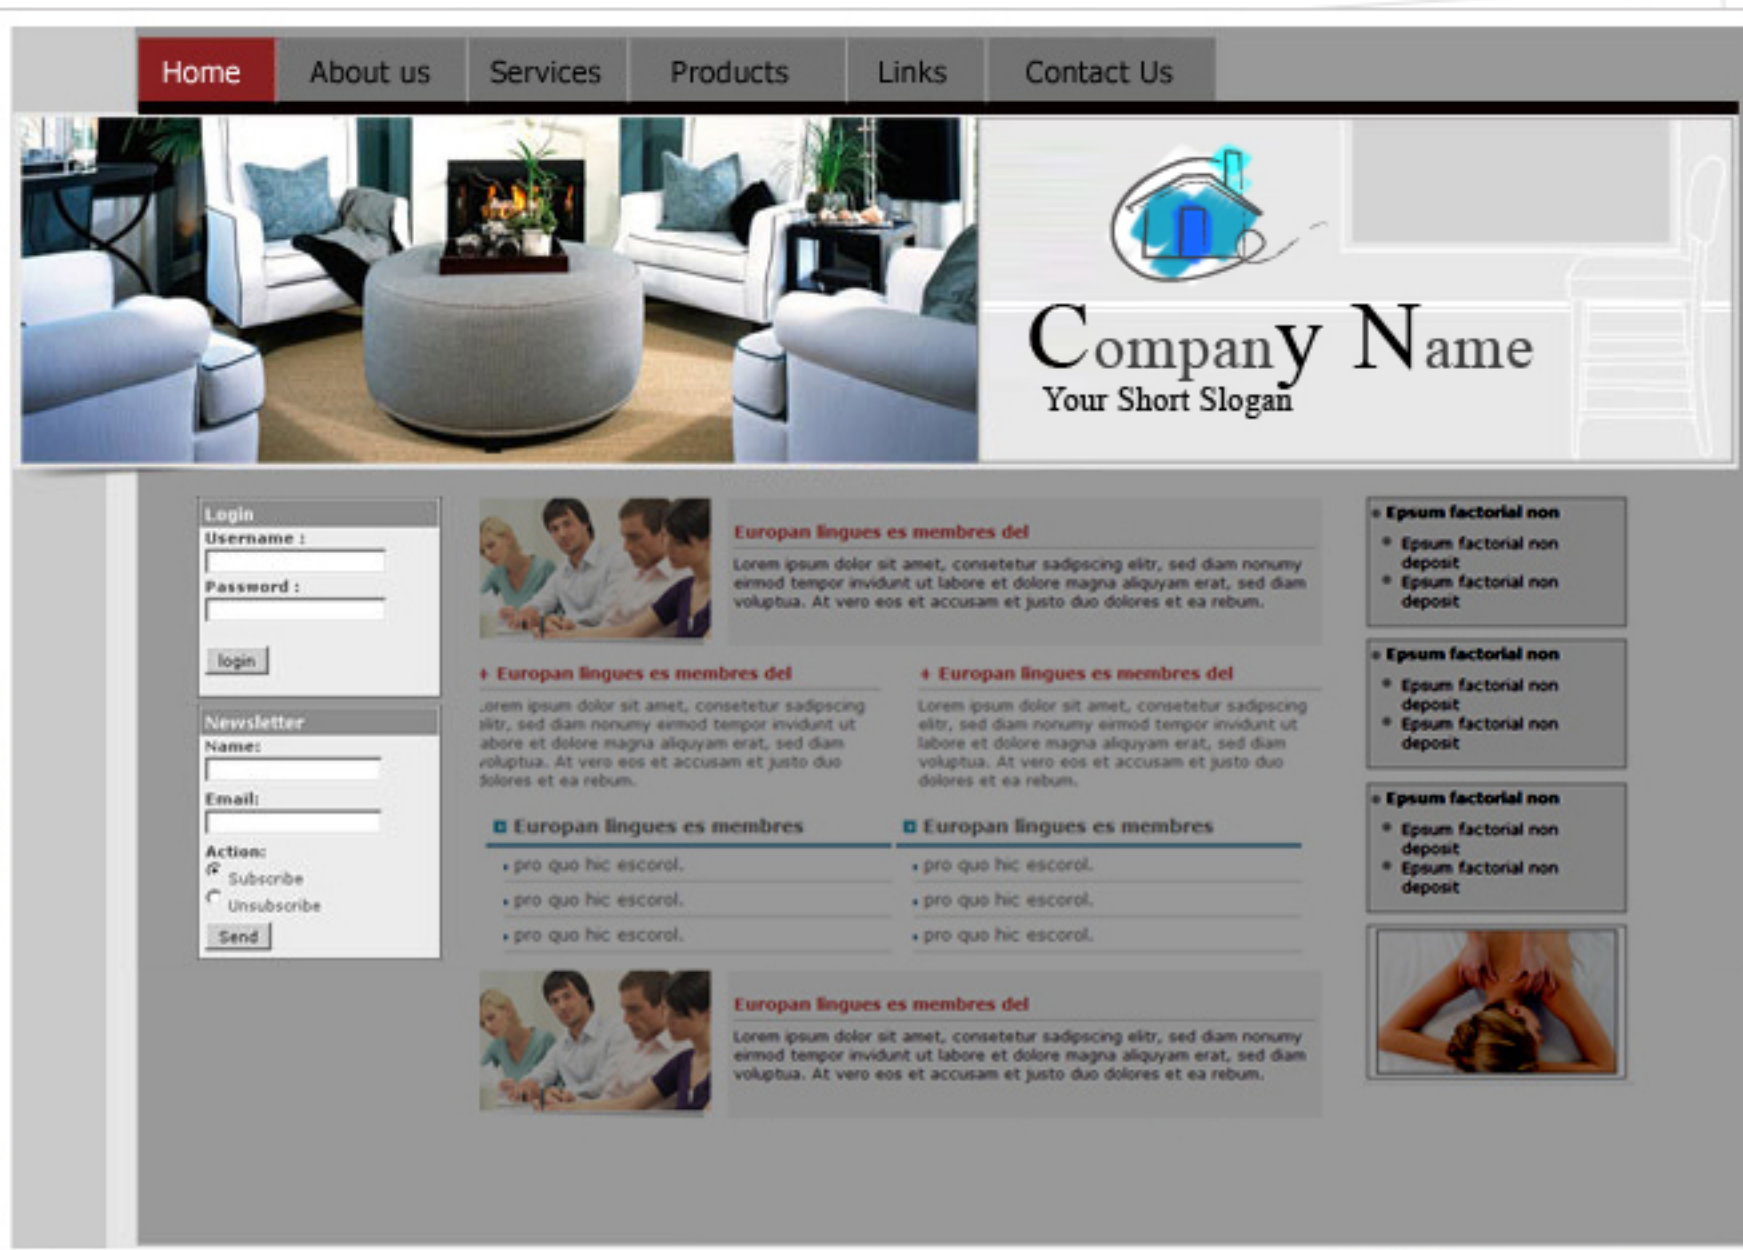 Home
About us
Services
Products
Links
Contact Us
Company Name
Your Short Slogan
Login
Username :
Password :
login
Newsletter
Name:
Email:
Action:
Subscribe
Unsubscribe
Send
Europan lingues es membres del
Lorem ipsum dolor sit amet, consetetur sadipscing elitr, sed diam nonumy
eirmod tempor invidunt ut labore et dolore magna aliquyam erat, sed diam
voluptua. At vero eos et accusam et justo duo dolores et ea rebum.
+ Europan lingues es membres del
orem ipsum dolor sit amet, consetetur sadipscing
elitr, sed diam nonumy eirmod tempor invidunt ut
abore et dolore magna aliquyam erat, sed diam
voluptua. At vero eos et accusam et justo duo
dolores et ea rebum.
+ Europan lingues es membres del
Lorem ipsum dolor sit amet, consetetur sadipscing
elitr, sed diam nonumy eirmod tempor invidunt ut
labore et dolore magna aliquyam erat, sed diam
voluptua. At vero eos et accusam et justo duo
dolores et ea rebum.
Europan lingues es membres
pro quo hic escorol.
pro quo hic escorol.
pro quo hic escorol.
Europan lingues es membres
pro quo hic escorol.
pro quo hic escorol.
pro quo hic escorol.
Europan lingues es membres del
Lorem ipsum dolor sit amet, consetetur sadipscing elitr, sed diam nonumy
eirmod tempor invidunt ut labore et dolore magna aliquyam erat, sed diam
voluptua. At vero eos et accusam et justo duo dolores et ea rebum.
Epsum factorial non
Epsum factorial non
deposit
Epsum factorial non
deposit
Epsum factorial non
Epsum factorial non
deposit
Epsum factorial non
deposit
Epsum factorial non
Epsum factorial non
deposit
Epsum factorial non
deposit